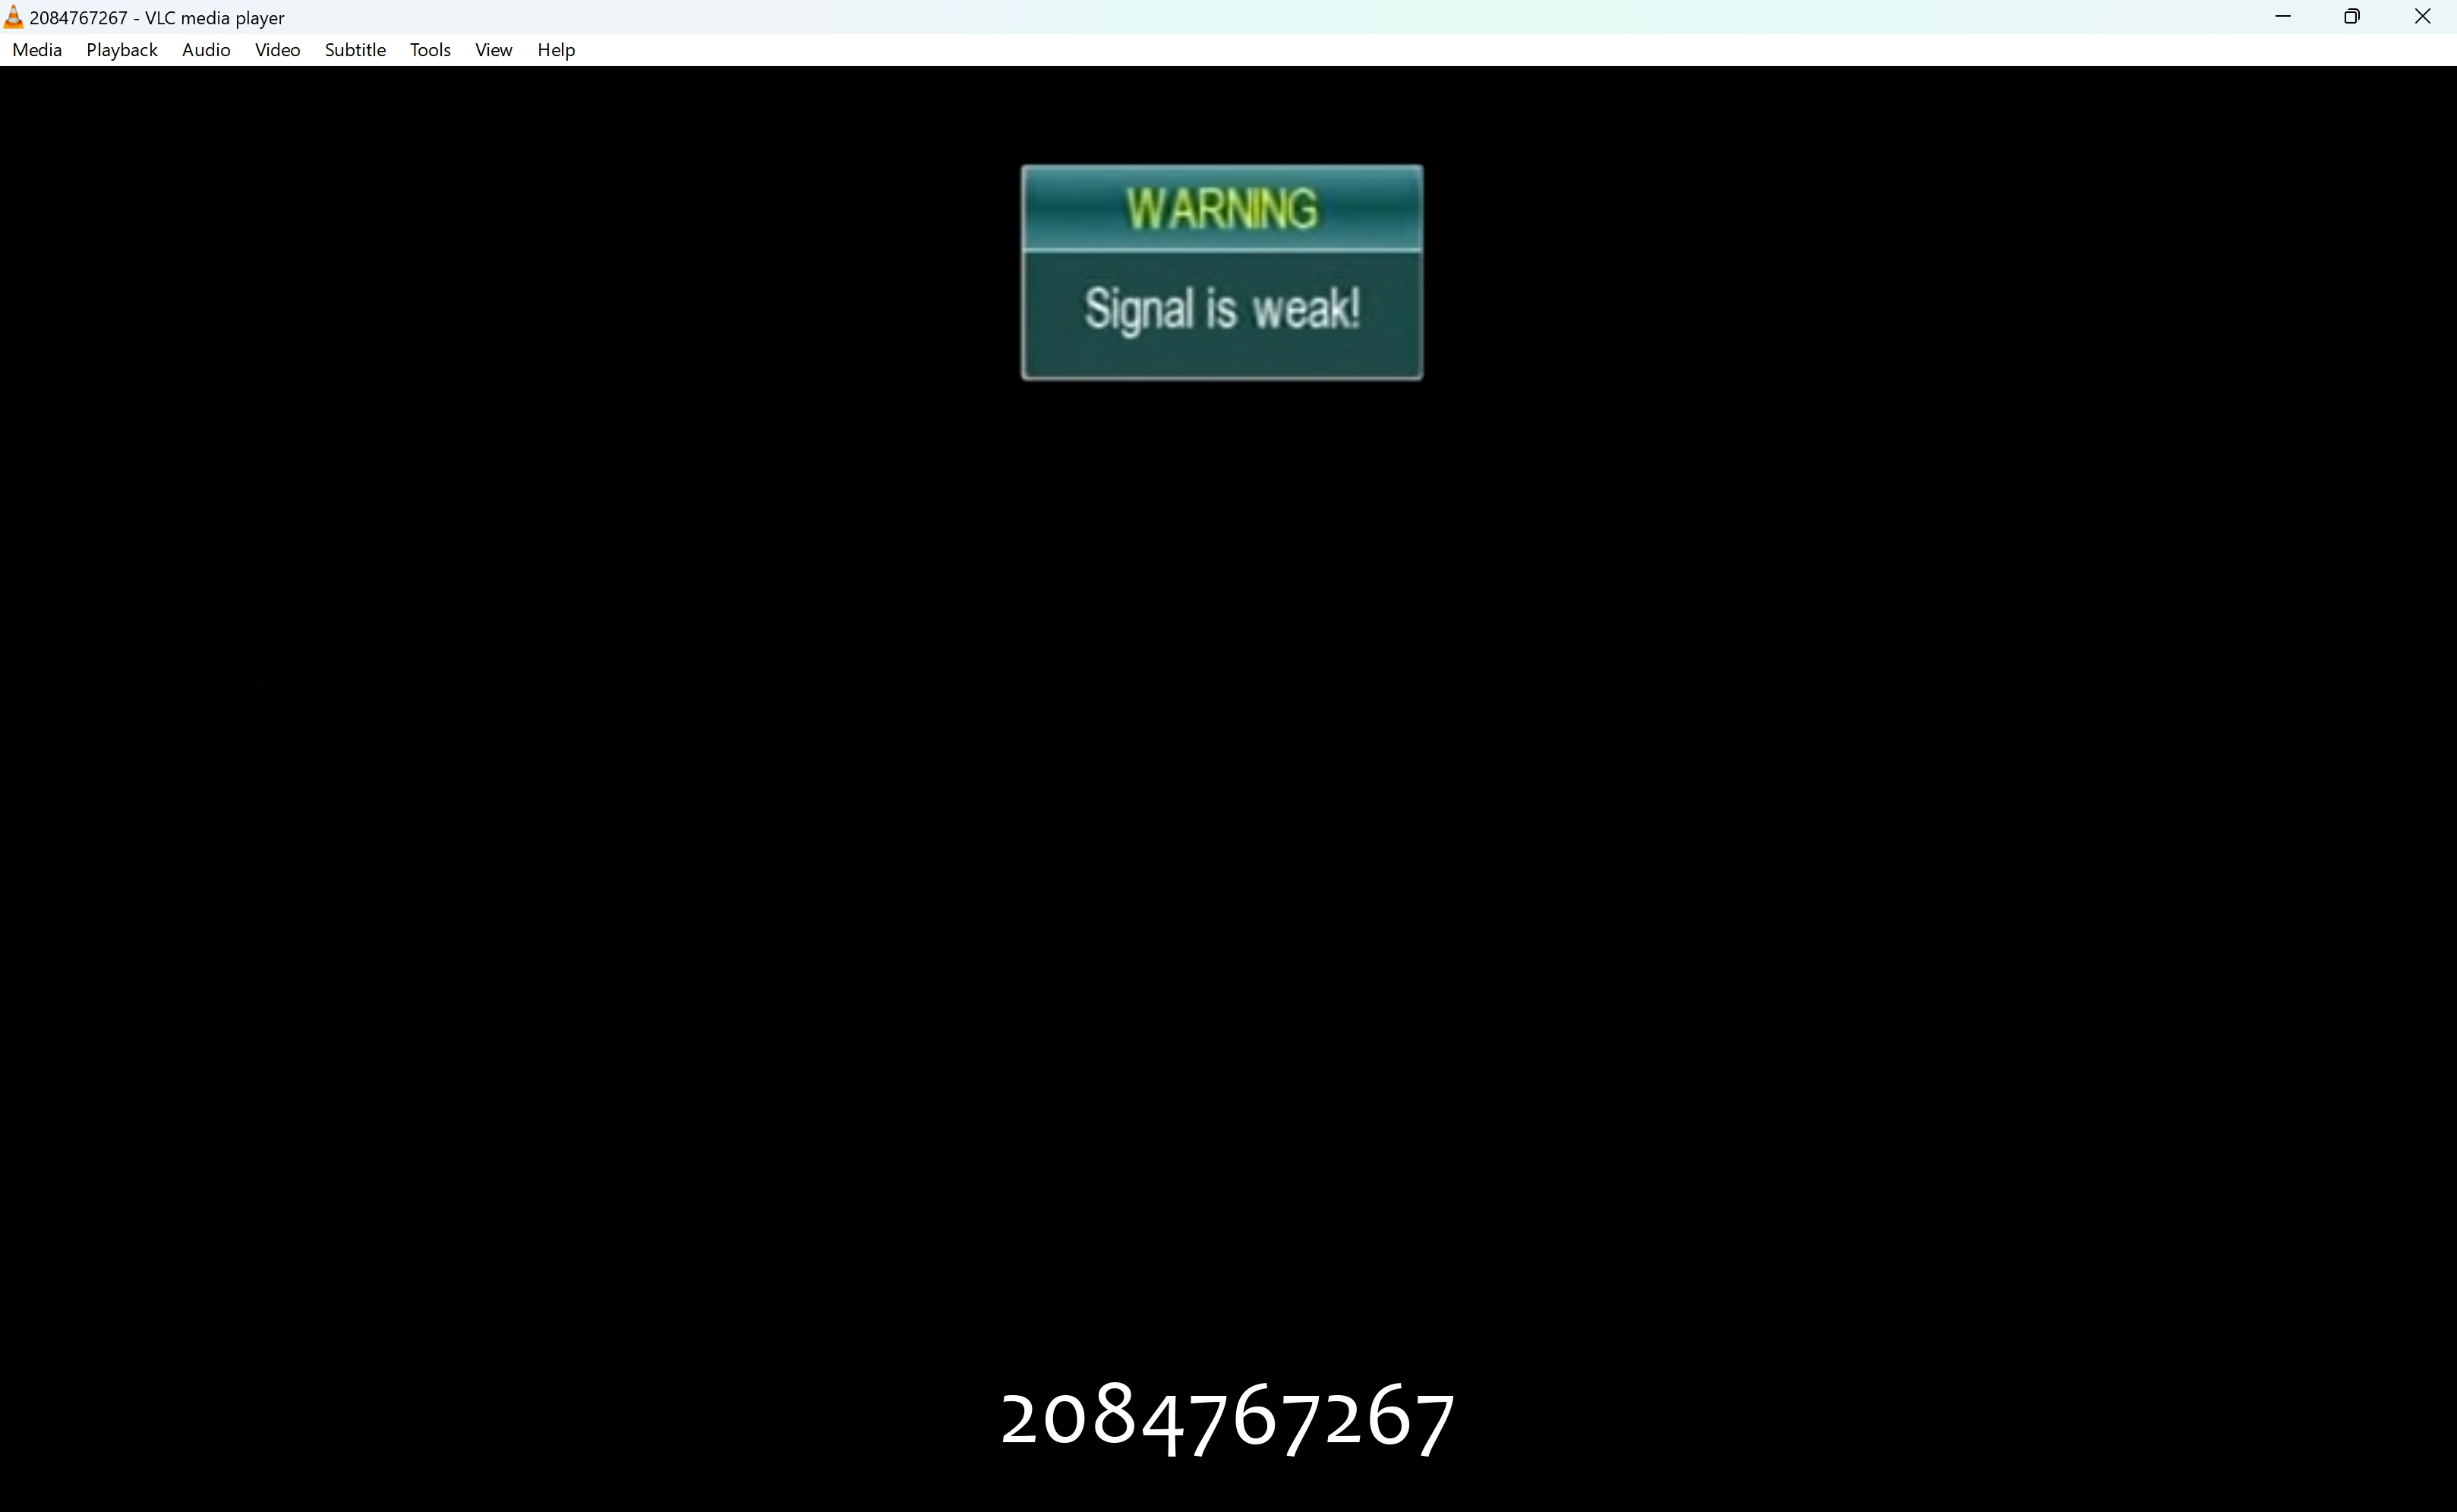 2084767267 - VLC media player
Media Playback Audio Video Subtitle Tools View Help
WARNING
Signal is weak!
2084767267